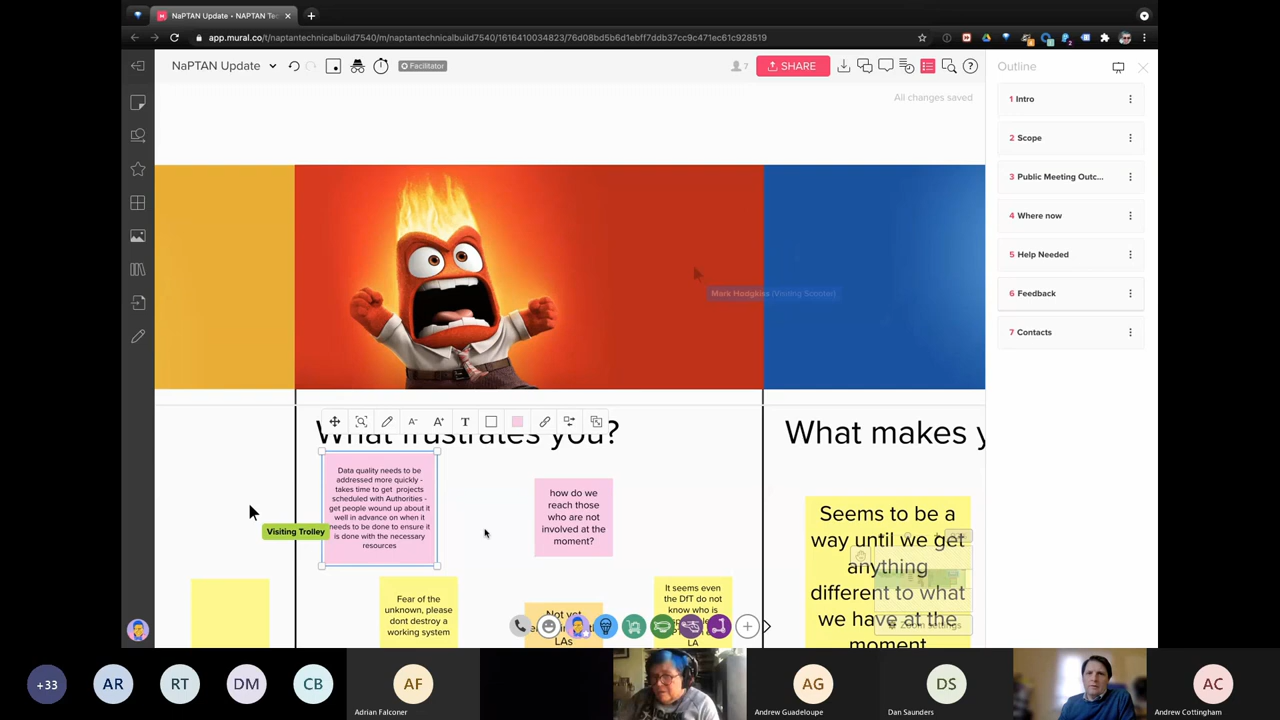 NaPTAN Update • NAPTAN Tec
app.mural.co/t/naptantechnicalbuild7540/m/naptantechnicalbuild7540/1616410034823/76d08bd5b6d1ebff7ddb37cc9c471ec61c928519
NaPTAN Update
Facilitator
7
SHARE
All changes saved
Outline
1 Intro
2 Scope
3 Public Meeting Outc...
4 Where now
5 Help Needed
6 Feedback
7 Contacts
Mark Hodgkiss (Visiting Scooter)
What frustrates you?
What makes y
Data quality needs to be
addressed more quickly -
takes time to get projects
scheduled with Authorities -
get people wound up about it
well in advance on when it
needs to be done to ensure it
is done with the necessary
resources
Visiting Trolley
how do we
reach those
who are not
involved at the
moment?
Fear of the
unknown, please
dont destroy a
working system
Not yet
LAs
It seems even
the DfT do not
know who is
LA
Seems to be a
way until we get
anything
different to what
we have at the
moment
Zoom settings
+33
AR
RT
DM
CB
AF
Adrian Falconer
AG
Andrew Guadeloupe
DS
Dan Saunders
AC
Andrew Cottingham